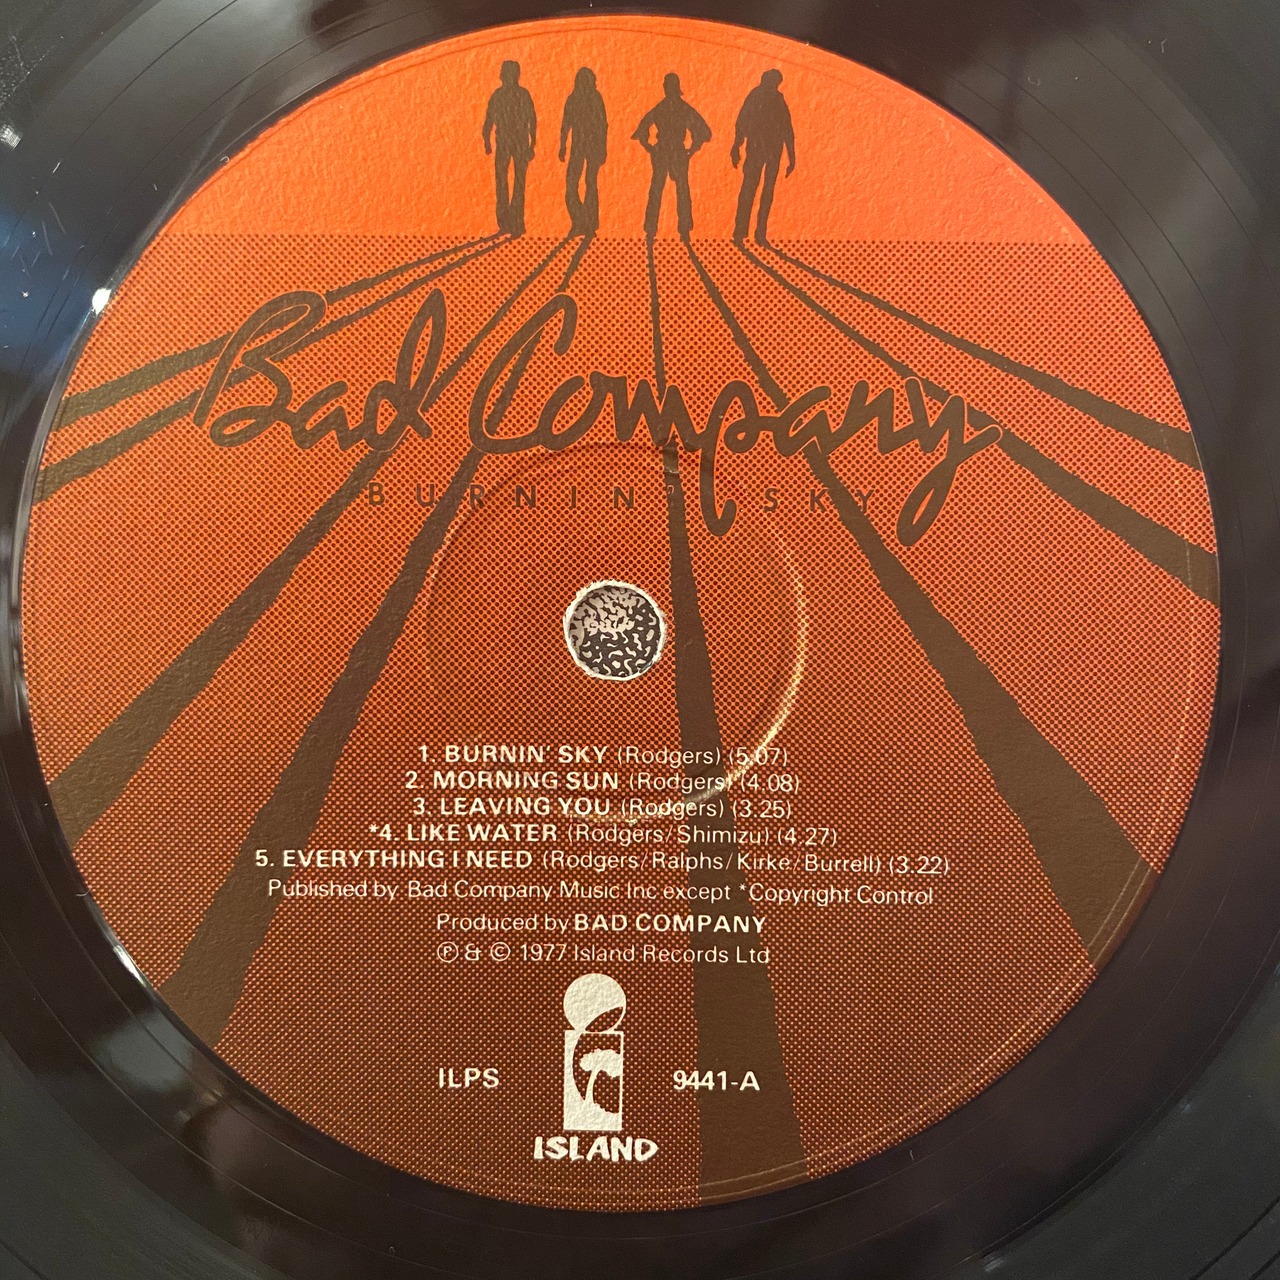 Bad Company
BURNIN' SKY
1. BURNIN' SKY (Rodgers) (5.07)
2. MORNING SUN (Rodgers) (4.08)
3. LEAVING YOU (Rodgers) (3.25)
*4. LIKE WATER (Rodgers/Shimizu) (4.27)
5. EVERYTHING I NEED (Rodgers/Ralphs/Kirke/Burrell) (3.22)
Published by Bad Company Music Inc except *Copyright Control
Produced by BAD COMPANY
℗ & © 1977 Island Records Ltd
ILPS 9441-A
ISLAND